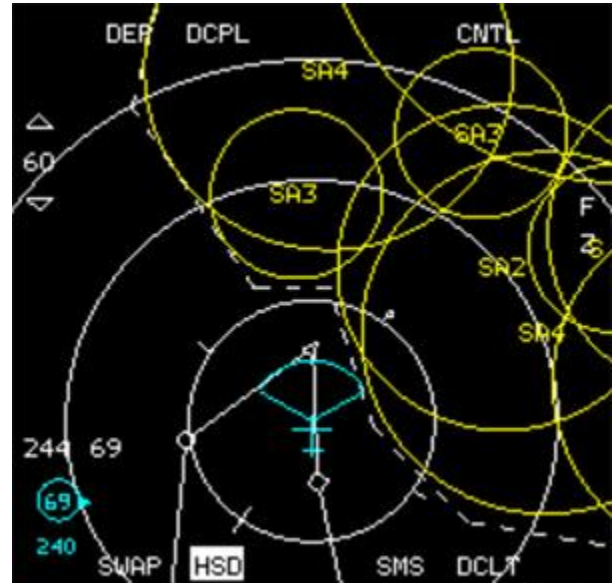 DEP DCPL CNTL
SA4
SA3
60
SA3
F
Z
S
SA2
SA4
244 69
69
240
SWAP HSD SMS DCLT